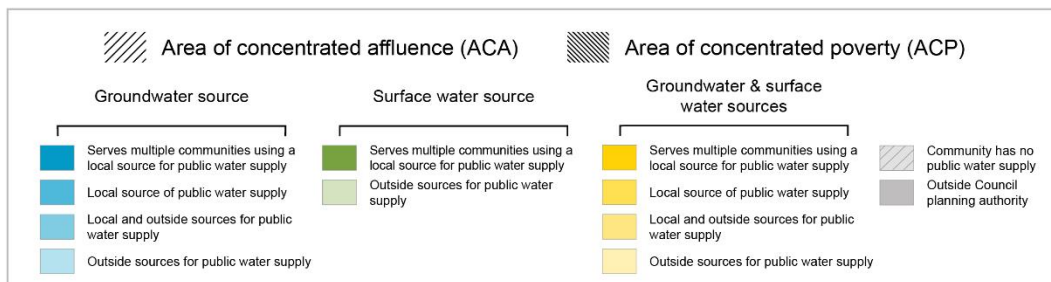 Area of concentrated affluence (ACA)
Area of concentrated poverty (ACP)
Groundwater source
Serves multiple communities using a
local source for public water supply
Local source of public water supply
Local and outside sources for public
water supply
Outside sources for public water supply
Surface water source
Serves multiple communities using a
local source for public water supply
Outside sources for public water
supply
Groundwater & surface
water sources
Serves multiple communities using a
local source for public water supply
Local source of public water supply
Local and outside sources for public
water supply
Outside sources for public water supply
Community has no
public water supply
Outside Council
planning authority